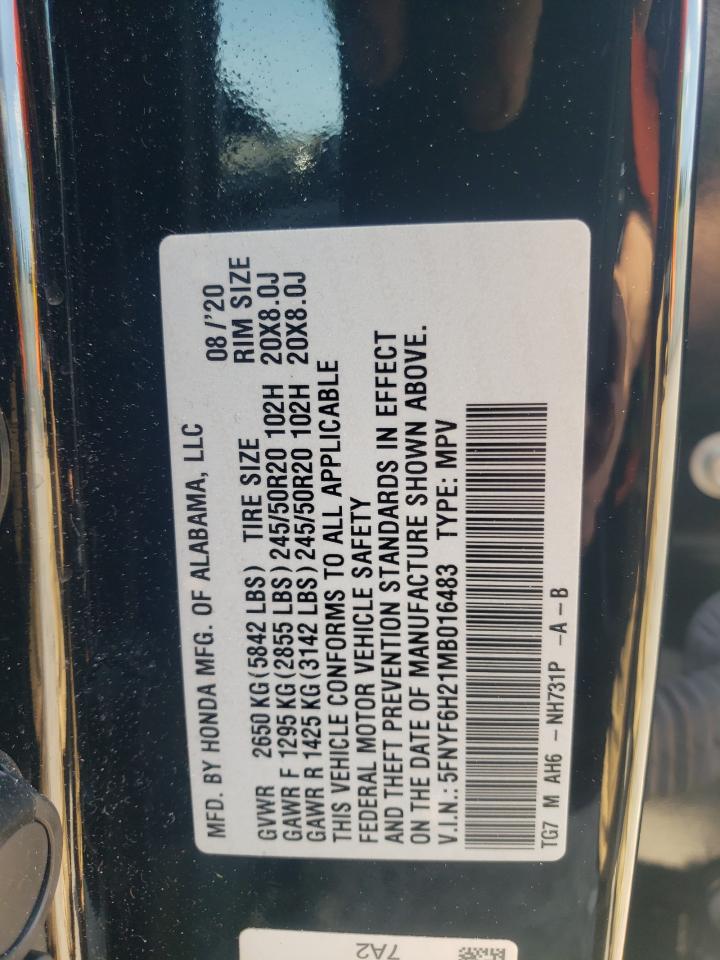 MFD. BY HONDA MFG. OF ALABAMA, LLC 08/'20
GVWR 2650 KG(5842 LBS) TIRE SIZE RIM SIZE
GAWR F 1295 KG(2855 LBS)245/50R20 102H 20X8.0J
GAWR R 1425 KG(3142 LBS)245/50R20 102H 20X8.0J
THIS VEHICLE CONFORMS TO ALL APPLICABLE
FEDERAL MOTOR VEHICLE SAFETY
AND THEFT PREVENTION STANDARDS IN EFFECT
ON THE DATE OF MANUFACTURE SHOWN ABOVE.
V.I.N.:5FNYF6H21MB016483 TYPE: MPV
TG7 M AH6 -NH731P -A-B
7A2